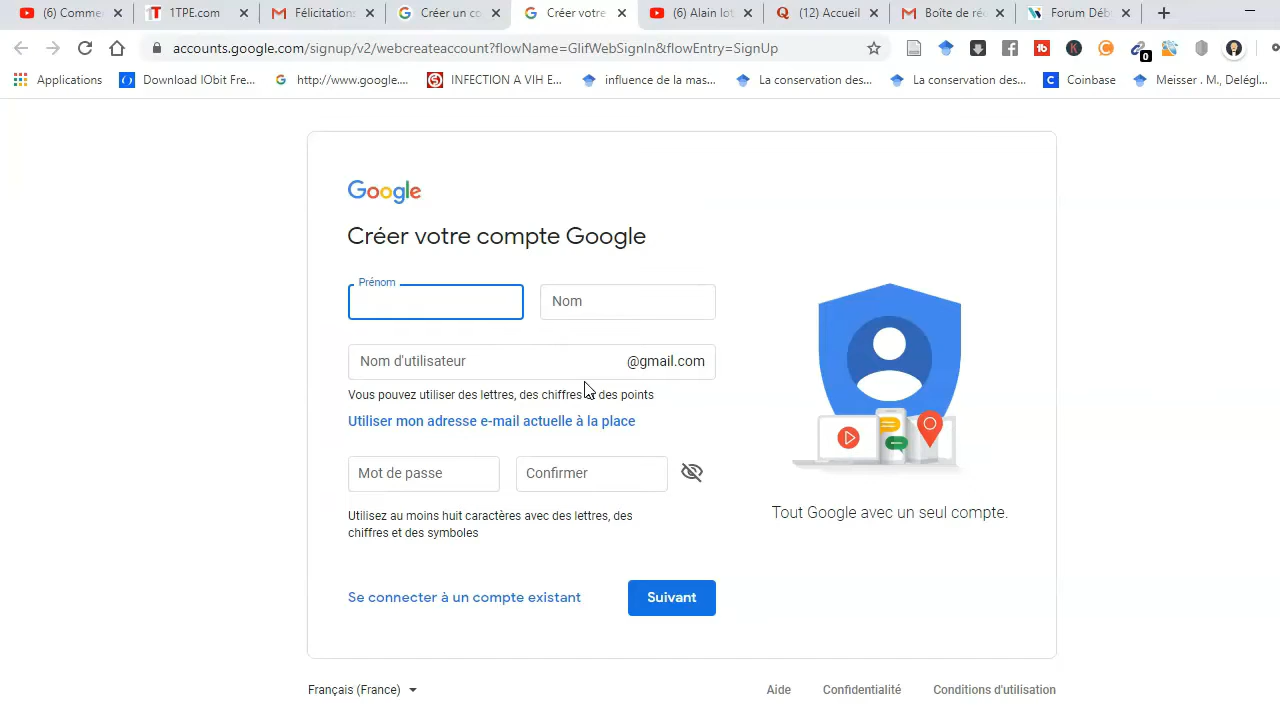 (6) Comme
1TPE.com
Félicitations
Créer un co
Créer votre
(6) Alain lot
(12) Accueil
Boîte de réc
Forum Déb
accounts.google.com/signup/v2/webcreateaccount?flowName=GlifWebSignIn&flowEntry=SignUp
0
Applications
Download IObit Fre...
http://www.google....
INFECTION A VIH E...
influence de la mas...
La conservation des...
La conservation des...
Coinbase
Meisser . M., Delégl...
Google
Créer votre compte Google
Prénom
Nom
Nom d'utilisateur
@gmail.com
Vous pouvez utiliser des lettres, des chiffres et des points
Utiliser mon adresse e-mail actuelle à la place
Mot de passe
Confirmer
Utilisez au moins huit caractères avec des lettres, des
chiffres et des symboles
Tout Google avec un seul compte.
Se connecter à un compte existant
Suivant
Français (France)
Aide
Confidentialité
Conditions d'utilisation